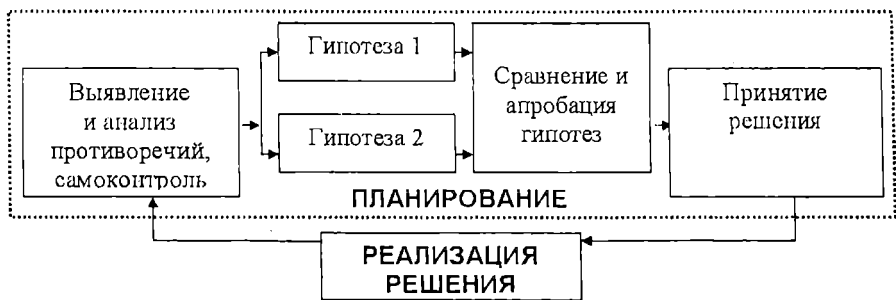 Выявление
и анализ
противоречий,
самоконтроль
Гипотеза 1
Гипотеза 2
Сравнение и
апробация
гипотез
Принятие
решения
ПЛАНИРОВАНИЕ
РЕАЛИЗАЦИЯ
РЕШЕНИЯ